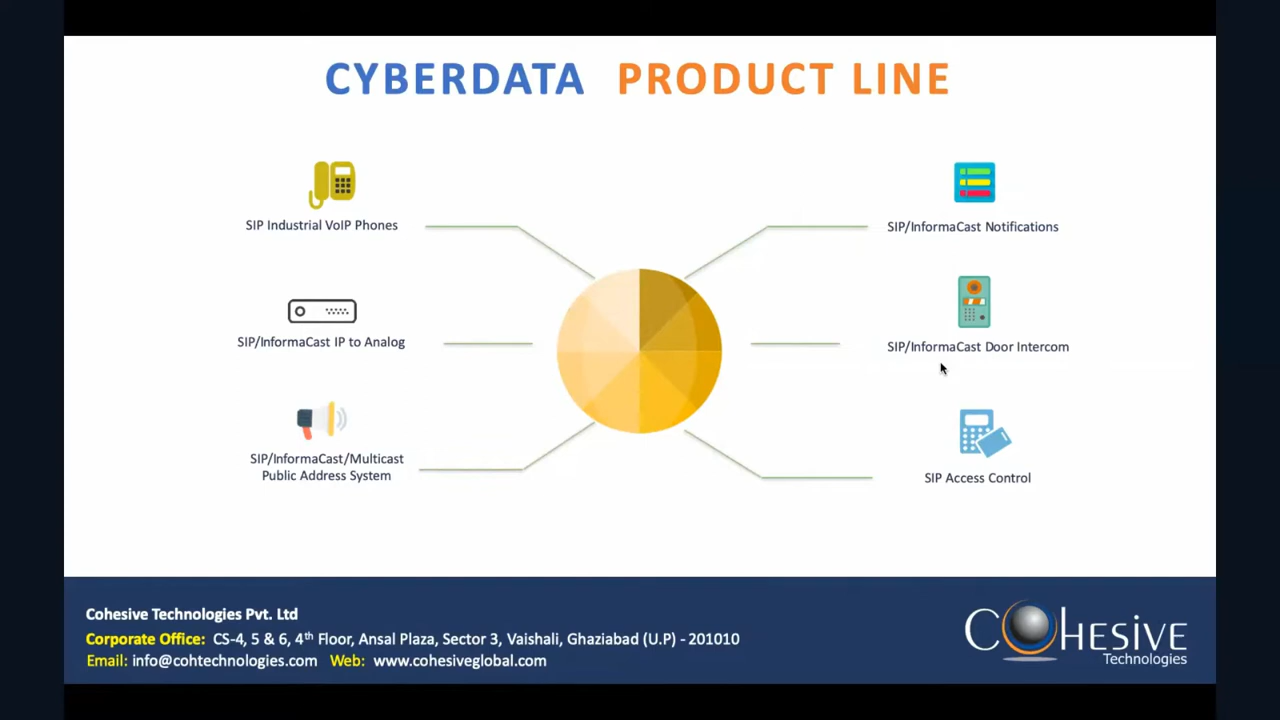 CYBERDATA PRODUCT LINE
SIP Industrial VoIP Phones
SIP/InformaCast IP to Analog
SIP/InformaCast/Multicast
Public Address System
SIP/InformaCast Notifications
SIP/InformaCast Door Intercom
SIP Access Control
Cohesive Technologies Pvt. Ltd
Corporate Office: CS-4, 5 & 6, 4th Floor, Ansal Plaza, Sector 3, Vaishali, Ghaziabad (U.P) - 201010
Email: info@cohtechnologies.com Web: www.cohesiveglobal.com
COHESIVE
Technologies